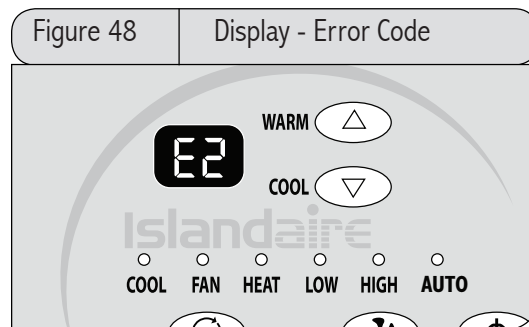 Figure 48
Display - Error Code
WARM
E2
COOL
Islandaire
COOL FAN HEAT LOW HIGH AUTO